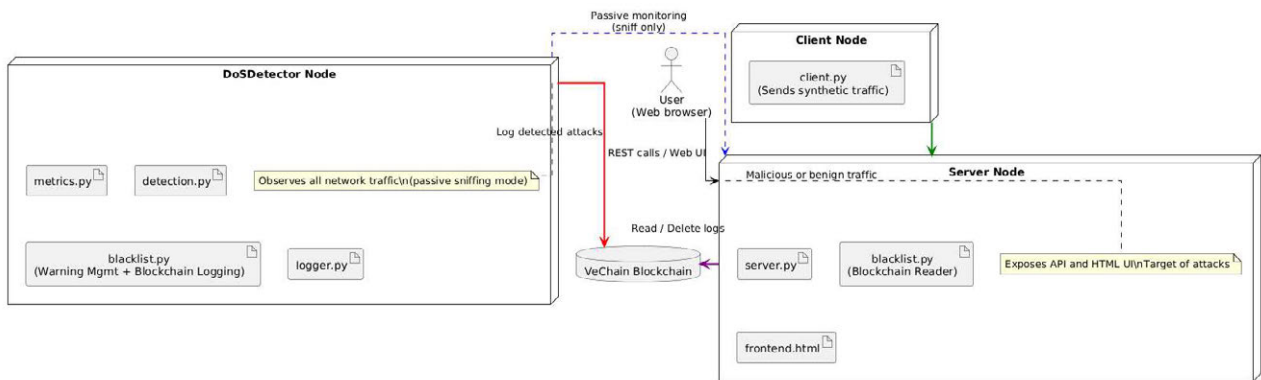 Passive monitoring
(sniff only)
Client Node
client.py
(Sends synthetic traffic)
User
(Web browser)
DoSDetector Node
Log detected attacks
REST calls / Web UI
metrics.py
detection.py
Observes all network traffic\n(passive sniffing mode)
blacklist.py
(Warning Mgmt + Blockchain Logging)
logger.py
Malicious or benign traffic
Server Node
Read / Delete logs
VeChain Blockchain
server.py
blacklist.py
(Blockchain Reader)
Exposes API and HTML UI\nTarget of attacks
frontend.html